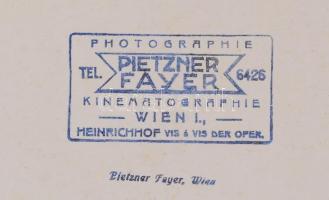 PHOTOGRAPHIE
TEL. PIETZNER FAYER 6426
KINEMATOGRAPHIE
WIEN I.,
HEINRICHHOF VIS á VIS DER OPER.
Pietzner Fayer, Wien